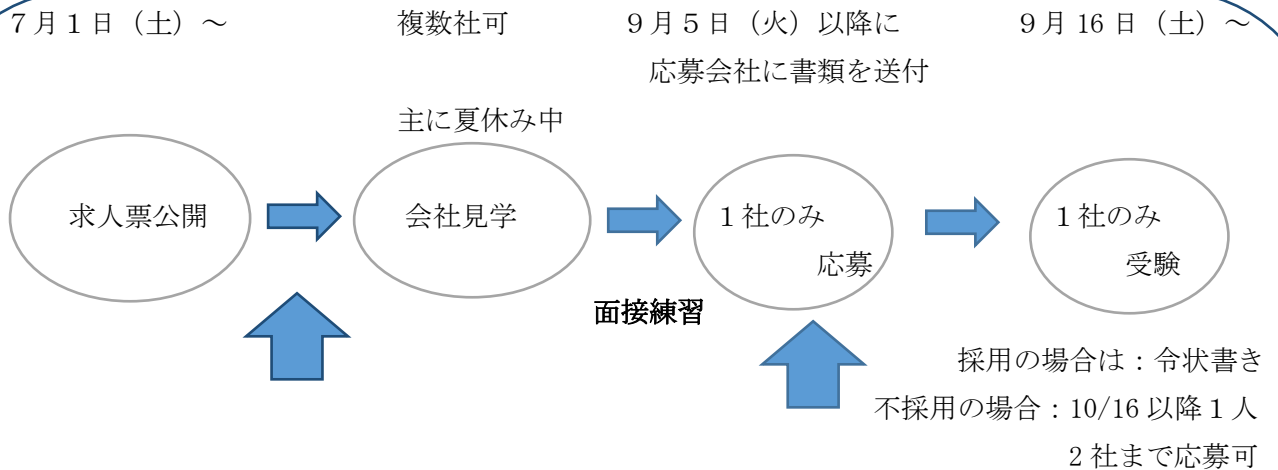 ７月１日（土）～
複数社可
９月５日（火）以降に
応募会社に書類を送付
９月 16 日（土）～
主に夏休み中
求人票公開
会社見学
１社のみ
応募
１社のみ
受験
面接練習
採用の場合は：令状書き
不採用の場合：10/16 以降１人
２社まで応募可